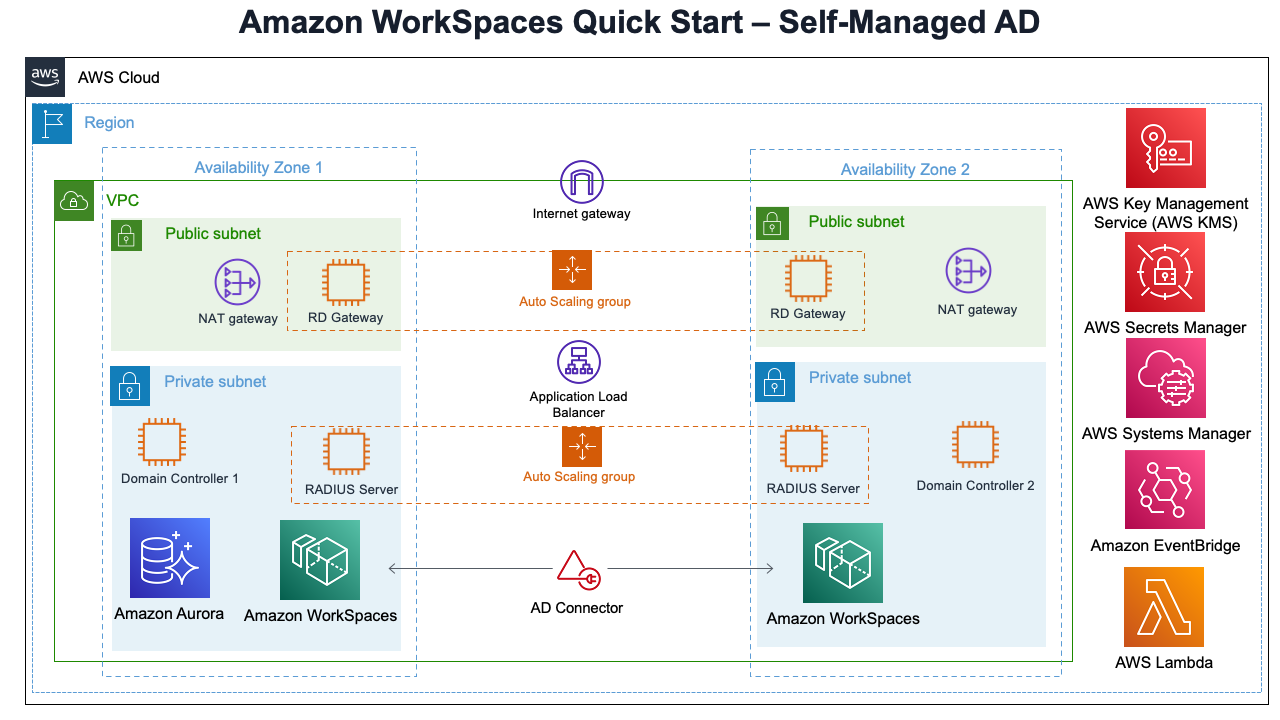 Amazon WorkSpaces Quick Start – Self-Managed AD
aws
AWS Cloud
Region
Availability Zone 1
Availability Zone 2
VPC
Internet gateway
Public subnet
NAT gateway
RD Gateway
Auto Scaling group
Public subnet
RD Gateway
NAT gateway
Application Load
Balancer
Private subnet
Domain Controller 1
RADIUS Server
Auto Scaling group
Private subnet
RADIUS Server
Domain Controller 2
Amazon Aurora
Amazon WorkSpaces
AD Connector
Amazon WorkSpaces
AWS Key Management
Service (AWS KMS)
AWS Secrets Manager
AWS Systems Manager
Amazon EventBridge
AWS Lambda